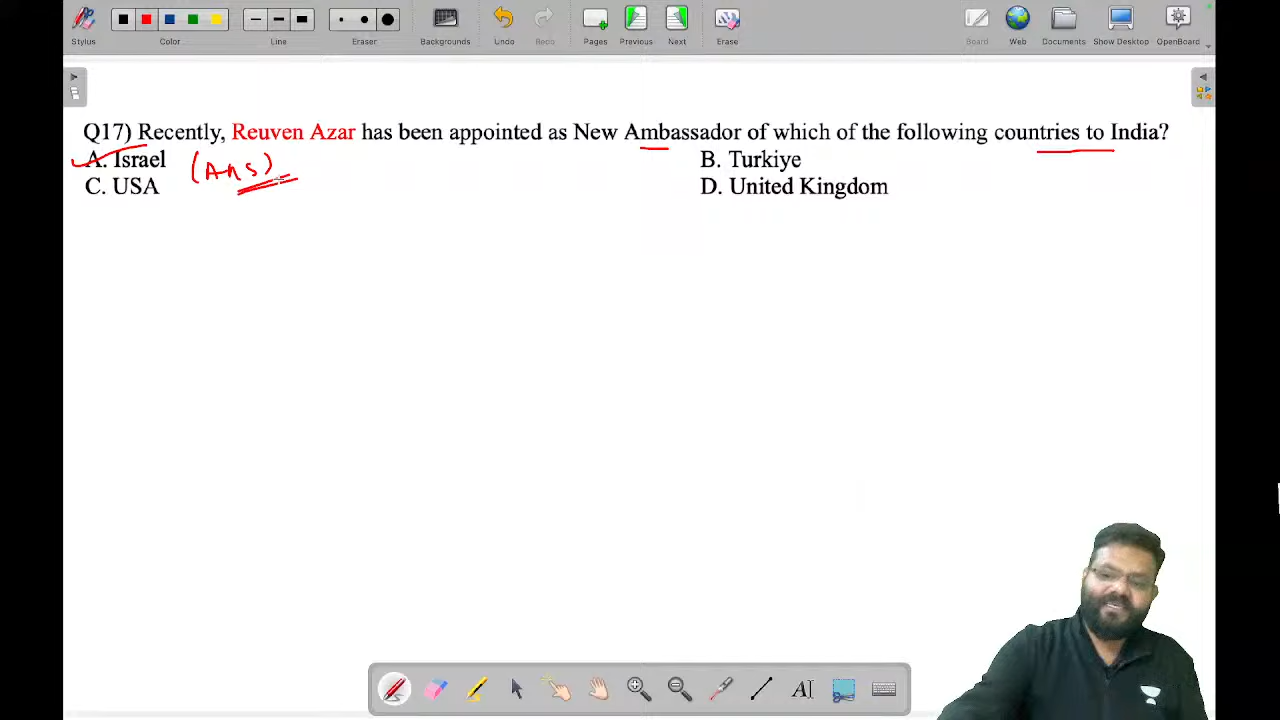 Stylus Color Line Eraser Backgrounds Undo Redo Pages Previous Next Erase Board Web Documents Show Desktop OpenBoard
Q17) Recently, Reuven Azar has been appointed as New Ambassador of which of the following countries to India?
A. Israel (Ans) B. Turkiye
C. USA D. United Kingdom